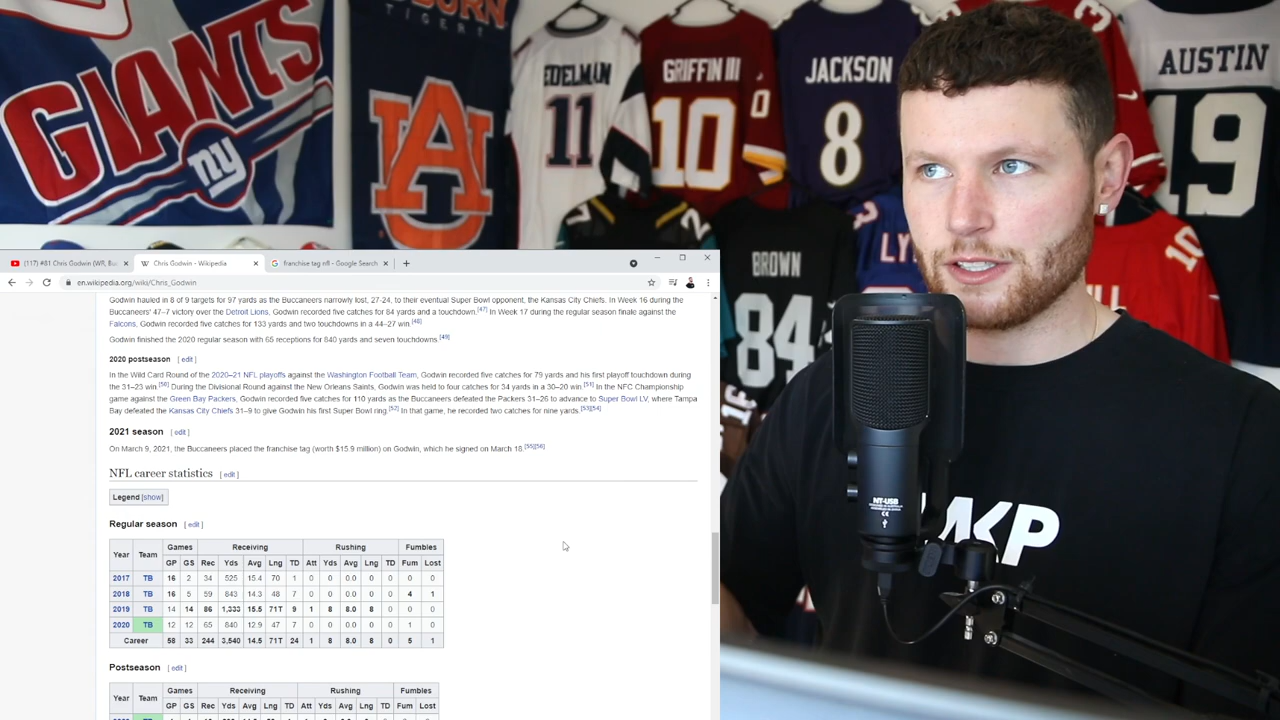 GIANTS
ny
AUBURN
TIGERS
AU
EDELMAN
11
GRIFFIN III
10
JACKSON
8
AUSTIN
19
BROWN
84
10
NT-USB
(117) #81 Chris Godwin (WR, Bu
Chris Godwin - Wikipedia
franchise tag nfl - Google Search
en.wikipedia.org/wiki/Chris_Godwin
Godwin hauled in 8 of 9 targets for 97 yards as the Buccaneers narrowly lost, 27-24, to their eventual Super Bowl opponent, the Kansas City Chiefs. In Week 16 during the
Buccaneers' 47–7 victory over the Detroit Lions, Godwin recorded five catches for 84 yards and a touchdown.[47] In Week 17 during the regular season finale against the
Falcons, Godwin recorded five catches for 133 yards and two touchdowns in a 44–27 win.[48]
Godwin finished the 2020 regular season with 65 receptions for 840 yards and seven touchdowns.[49]
2020 postseason [ edit ]
In the Wild Card Round of the 2020–21 NFL playoffs against the Washington Football Team, Godwin recorded five catches for 79 yards and his first playoff touchdown during
the 31–23 win.[50] During the Divisional Round against the New Orleans Saints, Godwin was held to four catches for 34 yards in a 30–20 win.[51] In the NFC Championship
game against the Green Bay Packers, Godwin recorded five catches for 110 yards as the Buccaneers defeated the Packers 31–26 to advance to Super Bowl LV, where Tampa
Bay defeated the Kansas City Chiefs 31–9 to give Godwin his first Super Bowl ring.[52] In that game, he recorded two catches for nine yards.[53][54]
2021 season [ edit ]
On March 9, 2021, the Buccaneers placed the franchise tag (worth $15.9 million) on Godwin, which he signed on March 18.[55][56]
NFL career statistics [ edit ]
Legend [show]
Regular season [ edit ]
Year Team Games Receiving Rushing Fumbles
GP GS Rec Yds Avg Lng TD Att Yds Avg Lng TD Fum Lost
2017 TB 16 2 34 525 15.4 70 1 0 0 0.0 0 0 0 0
2018 TB 16 5 59 843 14.3 48 7 0 0 0.0 0 0 4 1
2019 TB 14 14 86 1,333 15.5 71T 9 1 8 8.0 8 0 0 0
2020 TB 12 12 65 840 12.9 47 7 0 0 0.0 0 0 1 0
Career 58 33 244 3,540 14.5 71T 24 1 8 8.0 8 0 5 1
Postseason [ edit ]
Year Team Games Receiving Rushing Fumbles
GP GS Rec Yds Avg Lng TD Att Yds Avg Lng TD Fum Lost